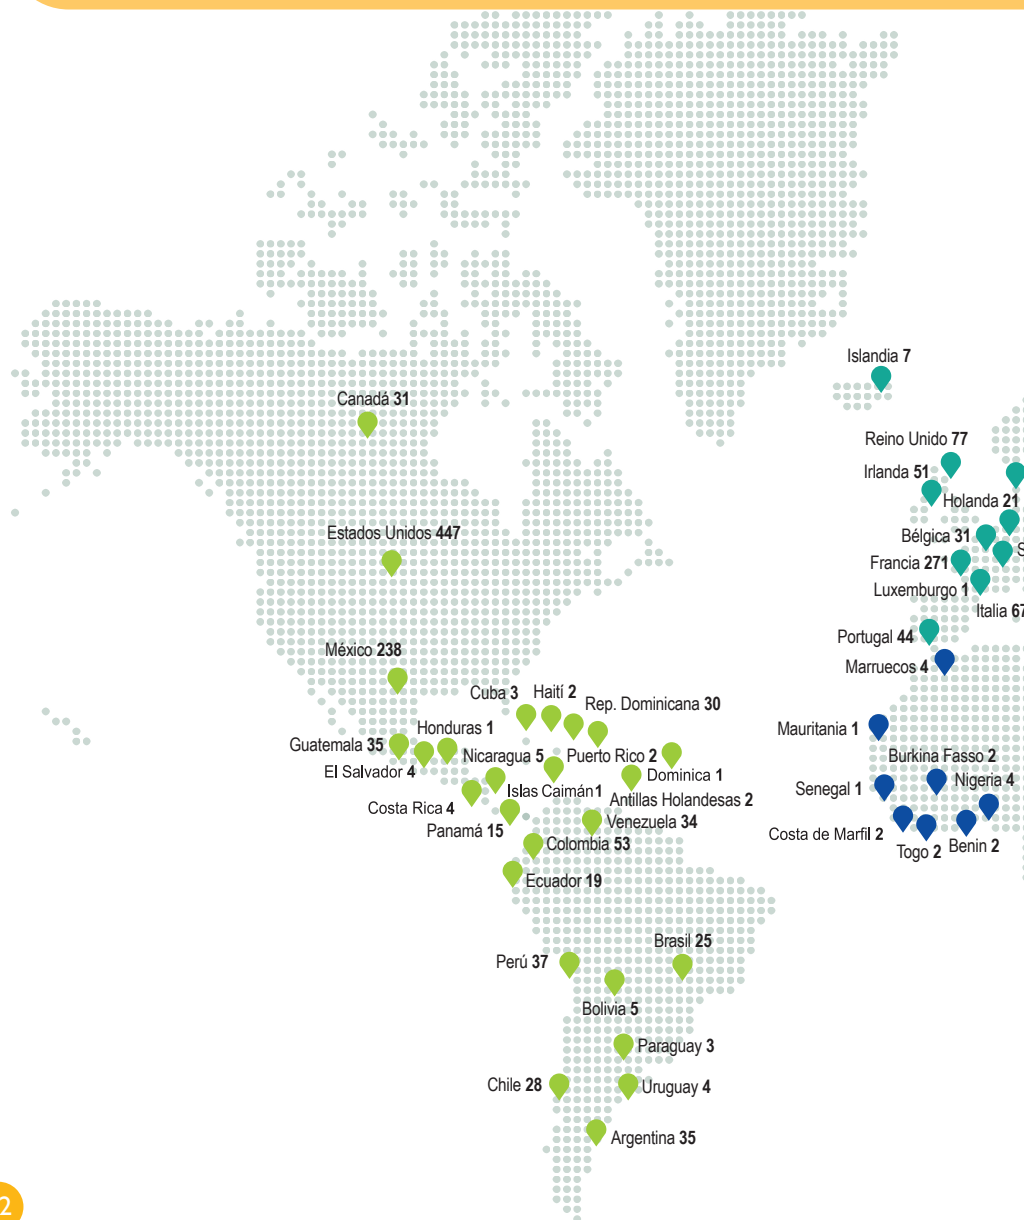 Islandia 7
Canadá 31
Reino Unido 77
Irlanda 51
Holanda 21
Estados Unidos 447
Bélgica 31
S
Francia 271
Luxemburgo 1
Italia 67
Portugal 44
México 238
Marruecos 4
Cuba 3
Haití 2
Rep. Dominicana 30
Honduras 1
Mauritania 1
Guatemala 35
Nicaragua 5
Puerto Rico 2
Burkina Fasso 2
El Salvador 4
Dominica 1
Nigeria 4
Senegal 1
Islas Caimán1
Antillas Holandesas 2
Costa Rica 4
Venezuela 34
Panamá 15
Costa de Marfil 2
Colombia 53
Togo 2
Benin 2
Ecuador 19
Brasil 25
Perú 37
Bolivia 5
Paraguay 3
Chile 28
Uruguay 4
Argentina 35
2